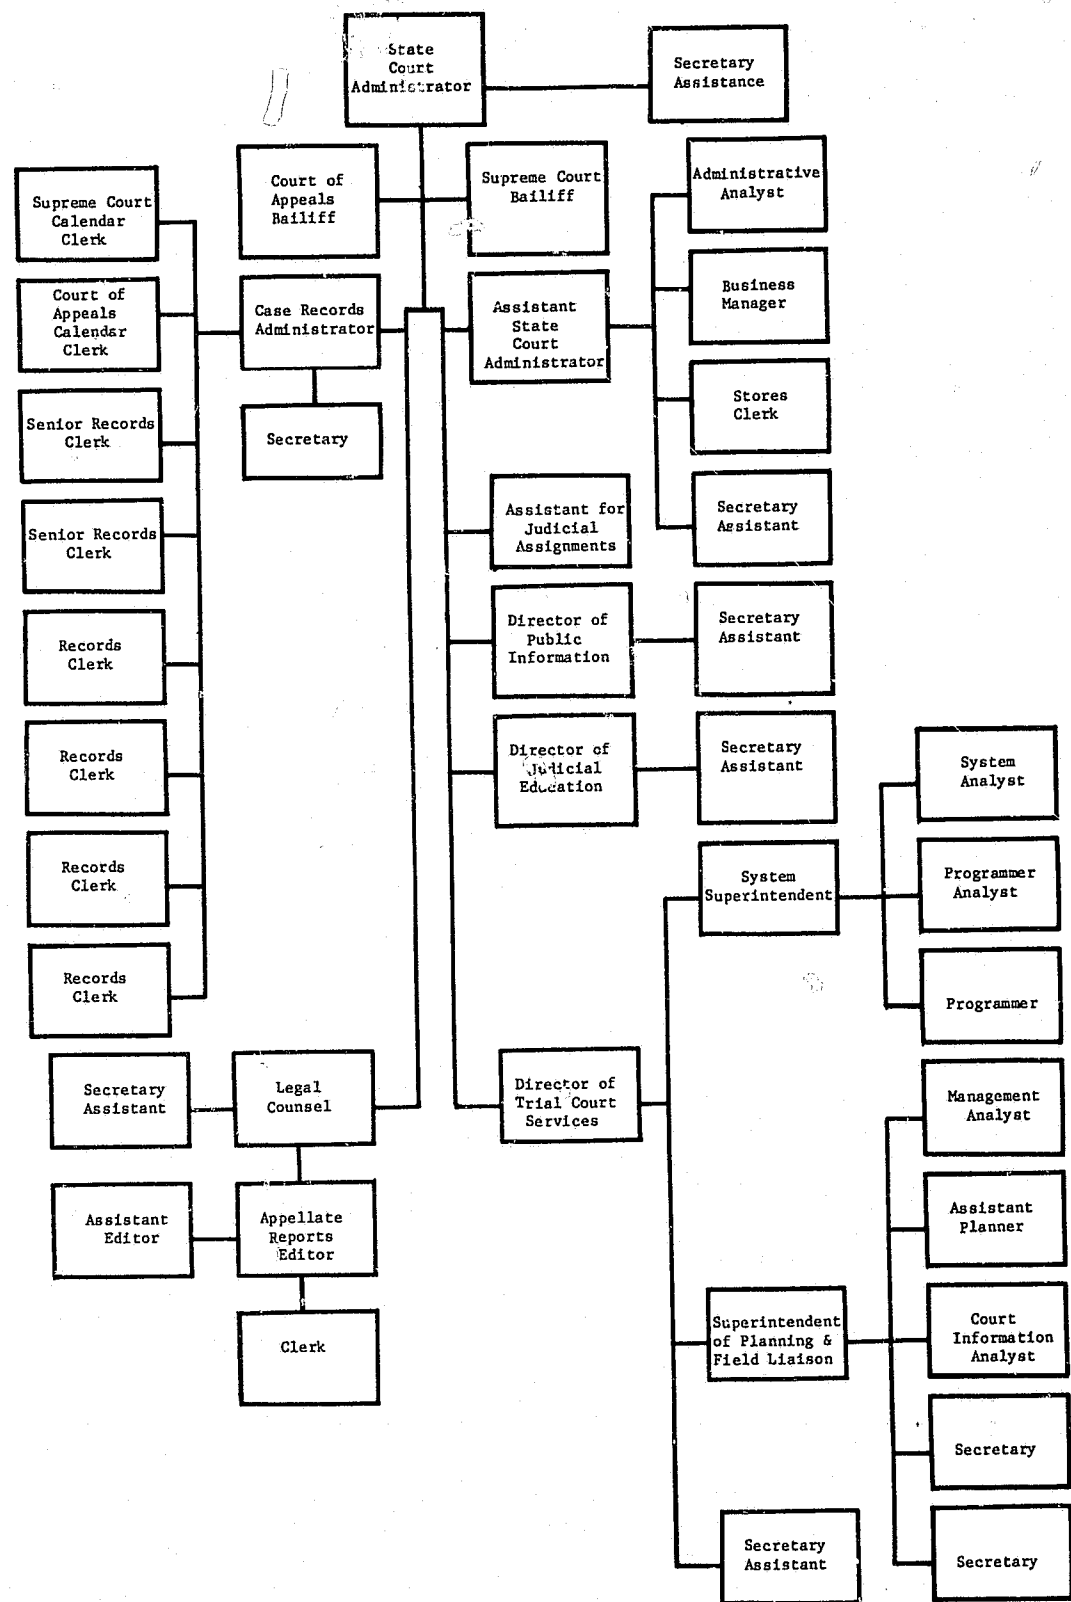 State
Court
Administrator
Secretary
Assistance
Court of
Appeals
Bailiff
Supreme Court
Bailiff
Administrative
Analyst
Supreme Court
Calendar
Clerk
Business
Manager
Court of
Appeals
Calendar
Clerk
Case Records
Administrator
Assistant
State
Court
Administrator
Stores
Clerk
Senior Records
Clerk
Secretary
Secretary
Assistant
Senior Records
Clerk
Assistant for
Judicial
Assignments
Records
Clerk
Director of
Public
Information
Secretary
Assistant
Records
Clerk
Director of
Judicial
Education
Secretary
Assistant
System
Analyst
Records
Clerk
System
Superintendent
Programmer
Analyst
Records
Clerk
Programmer
Secretary
Assistant
Legal
Counsel
Director of
Trial Court
Services
Management
Analyst
Assistant
Editor
Appellate
Reports
Editor
Assistant
Planner
Clerk
Superintendent
of Planning &
Field Liaison
Court
Information
Analyst
Secretary
Secretary
Assistant
Secretary